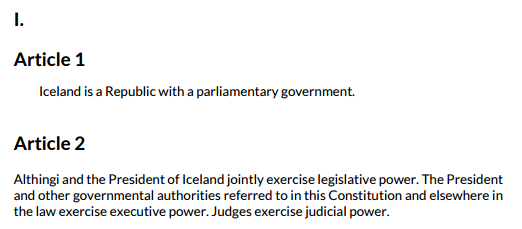 I.
Article 1
Iceland is a Republic with a parliamentary government.
Article 2
Althingi and the President of Iceland jointly exercise legislative power. The President
and other governmental authorities referred to in this Constitution and elsewhere in
the law exercise executive power. Judges exercise judicial power.